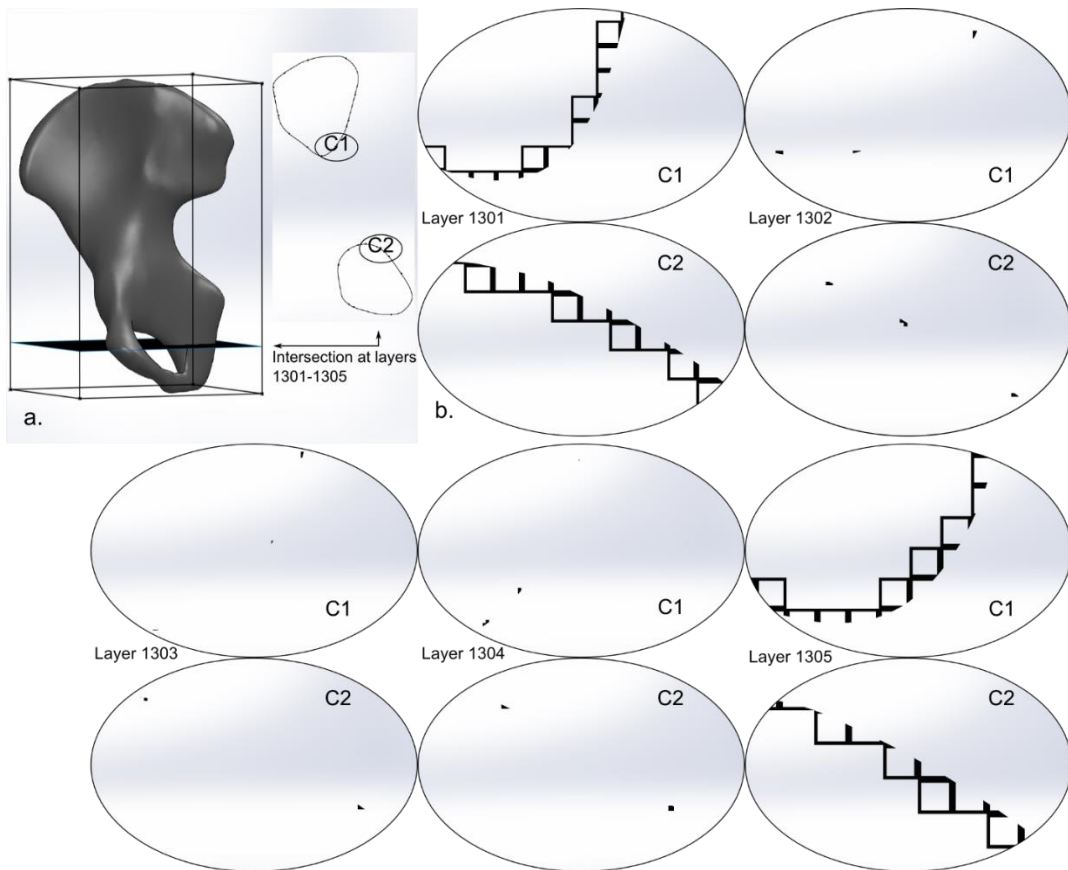 C1
C2
Intersection at layers
1301-1305
a.
b.
C1
Layer 1301
C2
C1
Layer 1302
C2
C1
Layer 1303
C2
C1
Layer 1304
C2
C1
Layer 1305
C2